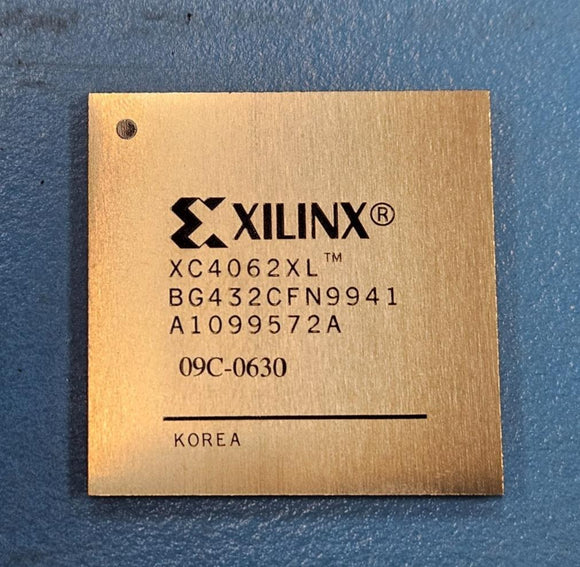 XILINX®
XC4062XL™
BG432CFN9941
A1099572A
09C-0630
KOREA